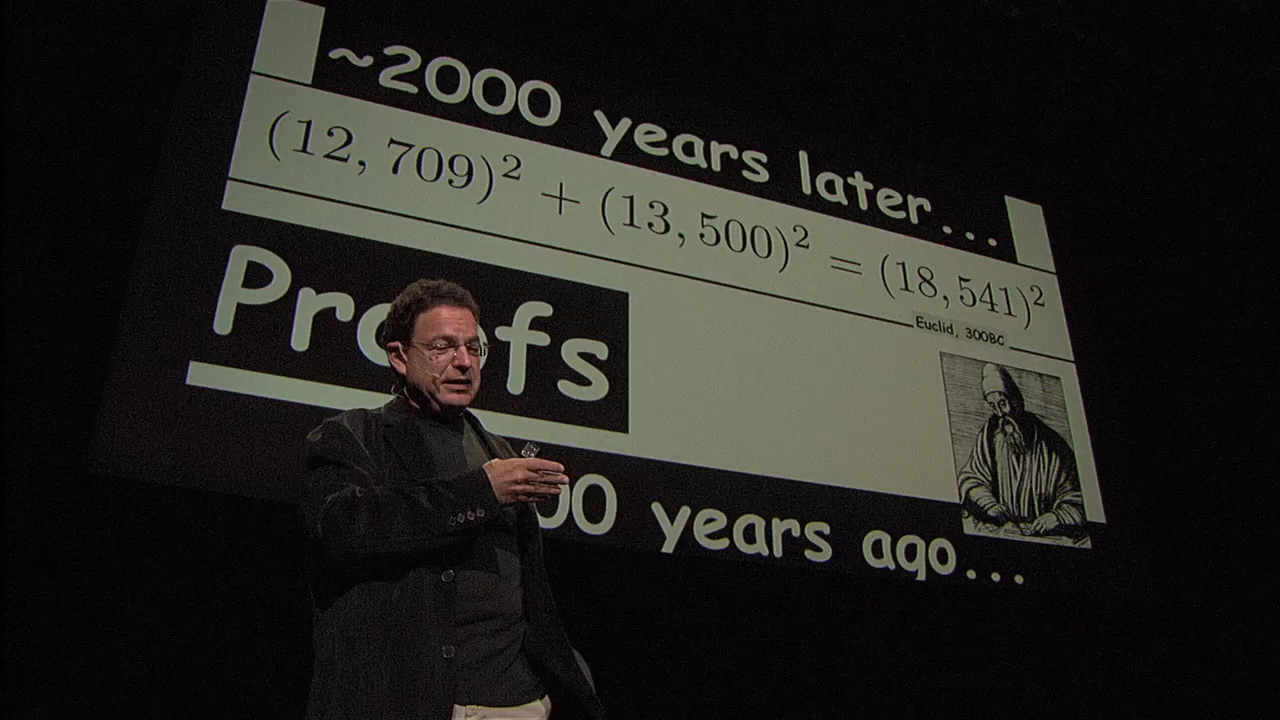 ~2000 years later...
(12, 709)² + (13, 500)² = (18, 541)²
Euclid, 300BC
years ago...